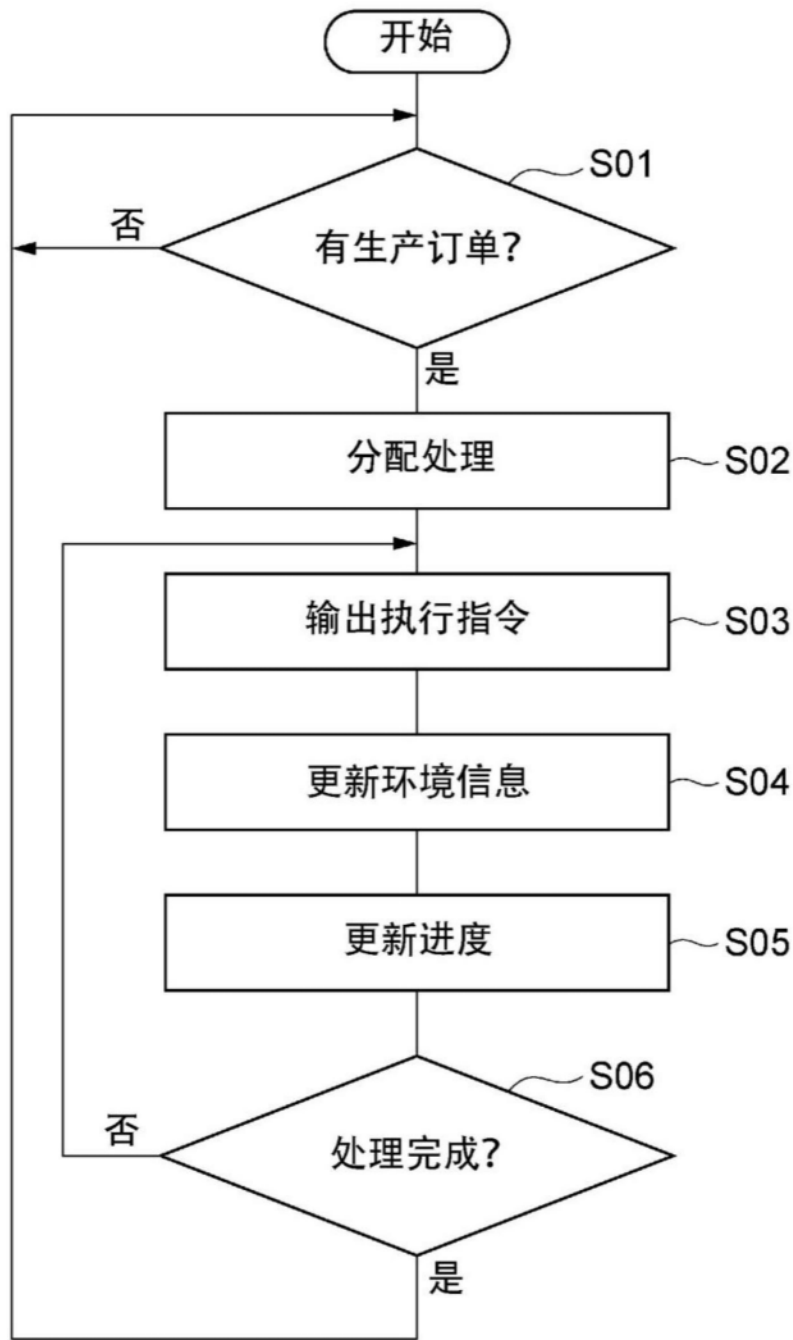 开始
S01
否
有生产订单?
是
分配处理
S02
输出执行指令
S03
更新环境信息
S04
更新进度
S05
S06
否
处理完成?
是